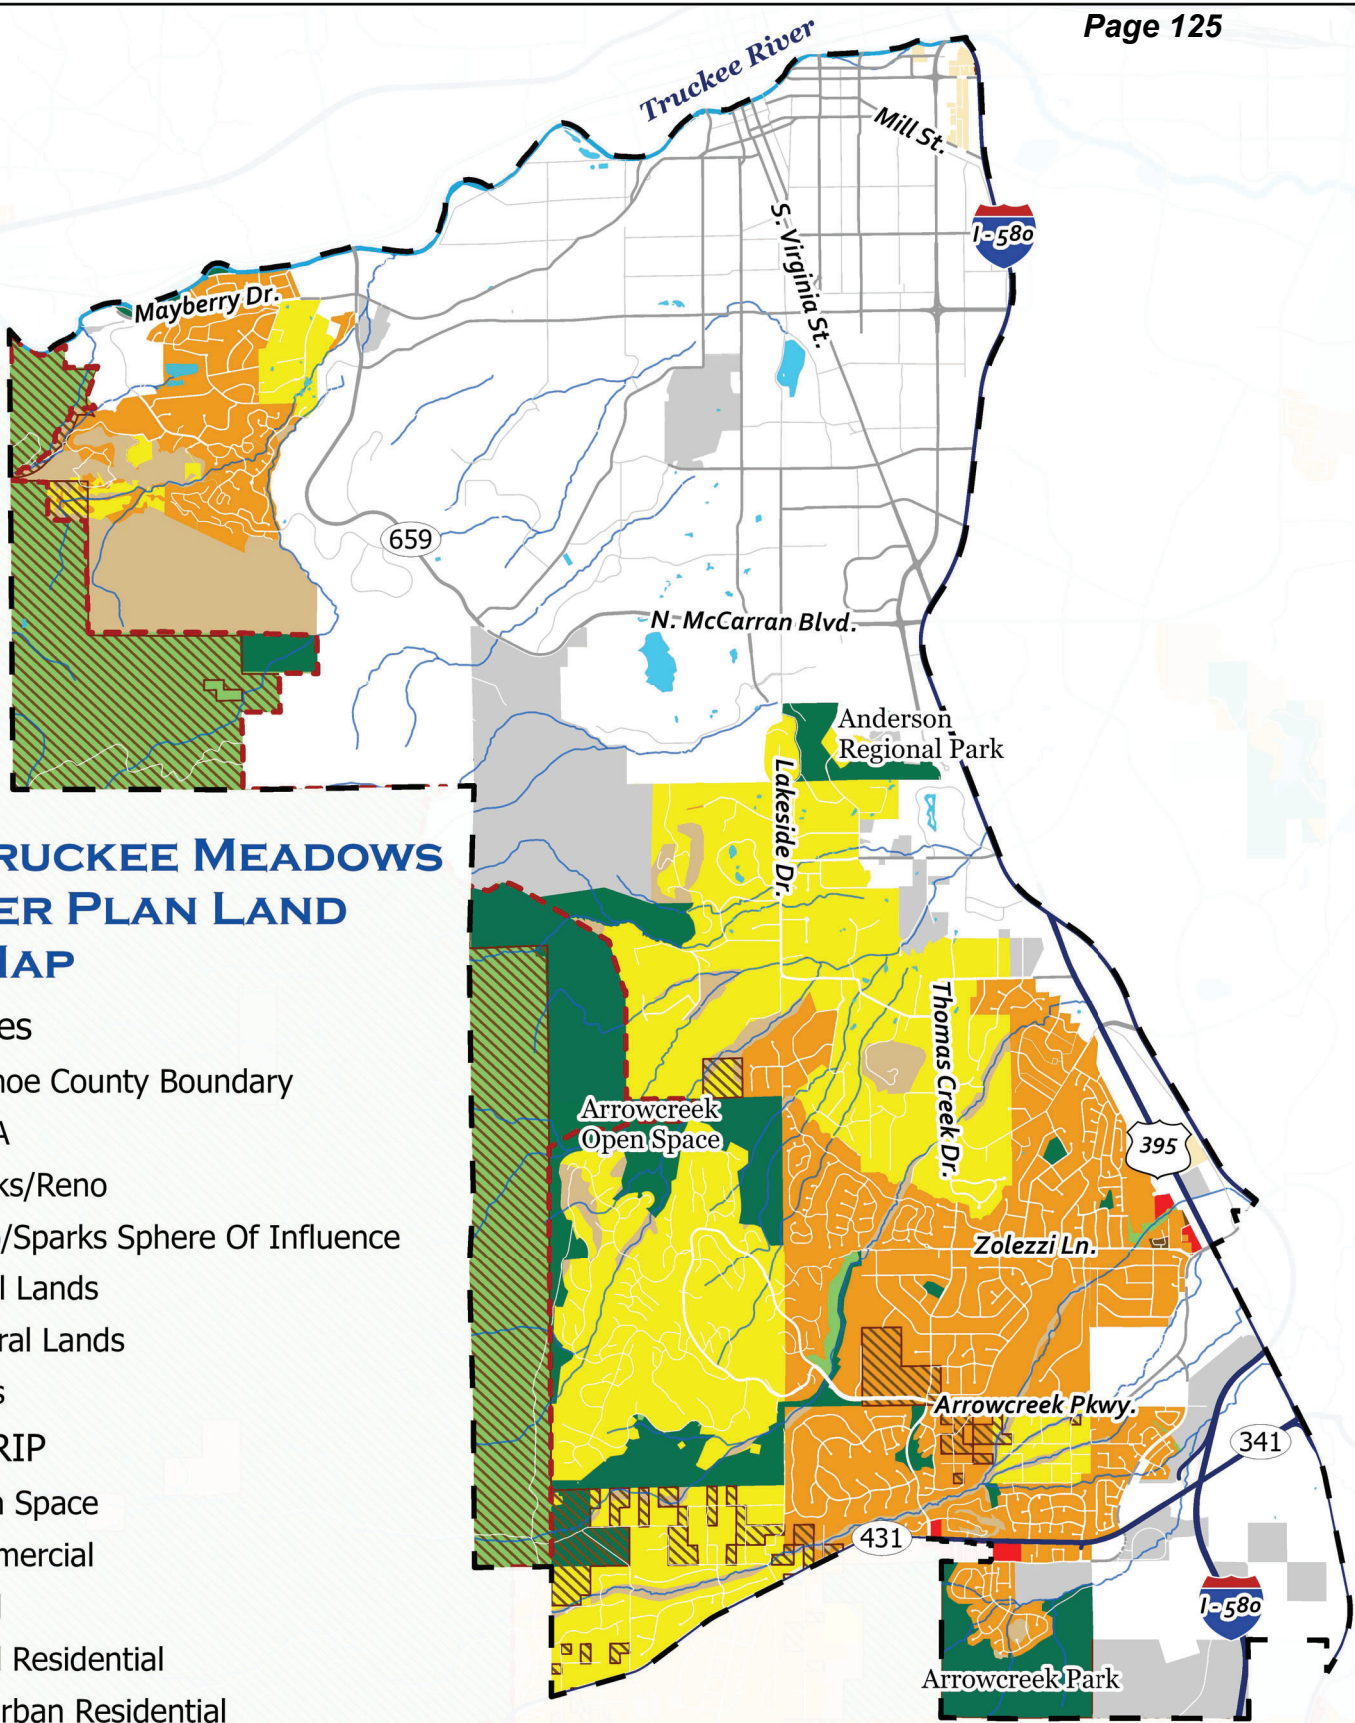 Page 125
Truckee River
Mill St.
I-580
S. Virginia St.
Mayberry Dr.
659
N. McCarran Blvd.
Anderson
Regional Park
Lakeside Dr.
RUCKEE MEADOWS
ER PLAN LAND
MAP
es
hoe County Boundary
A
ks/Reno
o/Sparks Sphere Of Influence
l Lands
ral Lands
s
RIP
n Space
mercial
l
l Residential
rban Residential
Thomas Creek Dr.
Arrowcreek
Open Space
395
Zolezzi Ln.
Arrowcreek Pkwy.
341
431
I-580
Arrowcreek Park